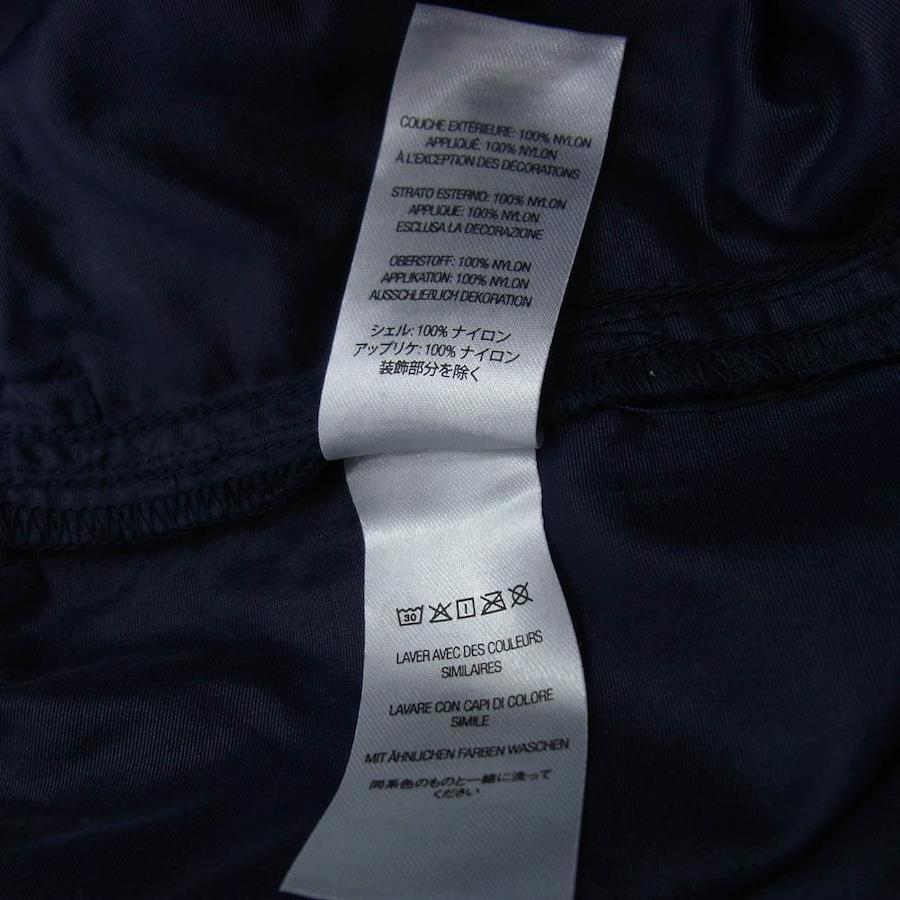 COUCHE EXTÉRIEURE: 100% NYLON
APPLIQUÉ: 100% NYLON
À L'EXCEPTION DES DÉCORATIONS
STRATO ESTERNO: 100% NYLON
APPLIQUE: 100% NYLON
ESCLUSA LA DECORAZIONE
OBERSTOFF: 100% NYLON
APPLIKATION: 100% NYLON
AUSSCHLIEßLICH DEKORATION
シェル: 100% ナイロン
アップリケ: 100% ナイロン
装飾部分を除く
30
LAVER AVEC DES COULEURS
SIMILAIRES
LAVARE CON CAPI DI COLORE
SIMILE
MIT ÄHNLICHEN FARBEN WASCHEN
同系色のものと一緒に洗って
ください